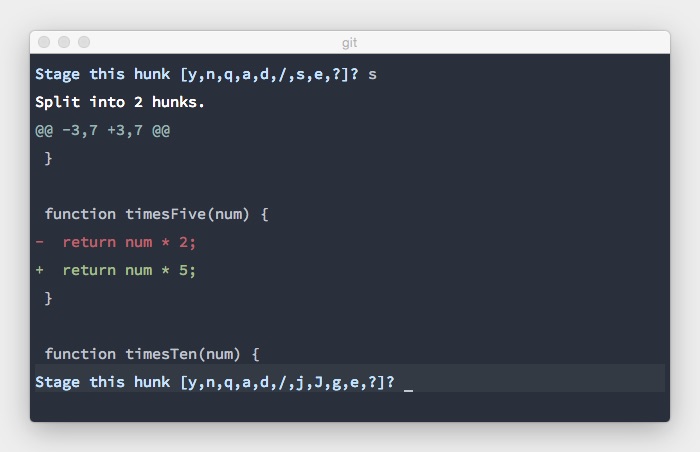 git
Stage this hunk [y,n,q,a,d,/,s,e,?]? s
Split into 2 hunks.
@@ -3,7 +3,7 @@
 }

 function timesFive(num) {
-  return num * 2;
+  return num * 5;
 }

 function timesTen(num) {
Stage this hunk [y,n,q,a,d,/,j,J,g,e,?]? _